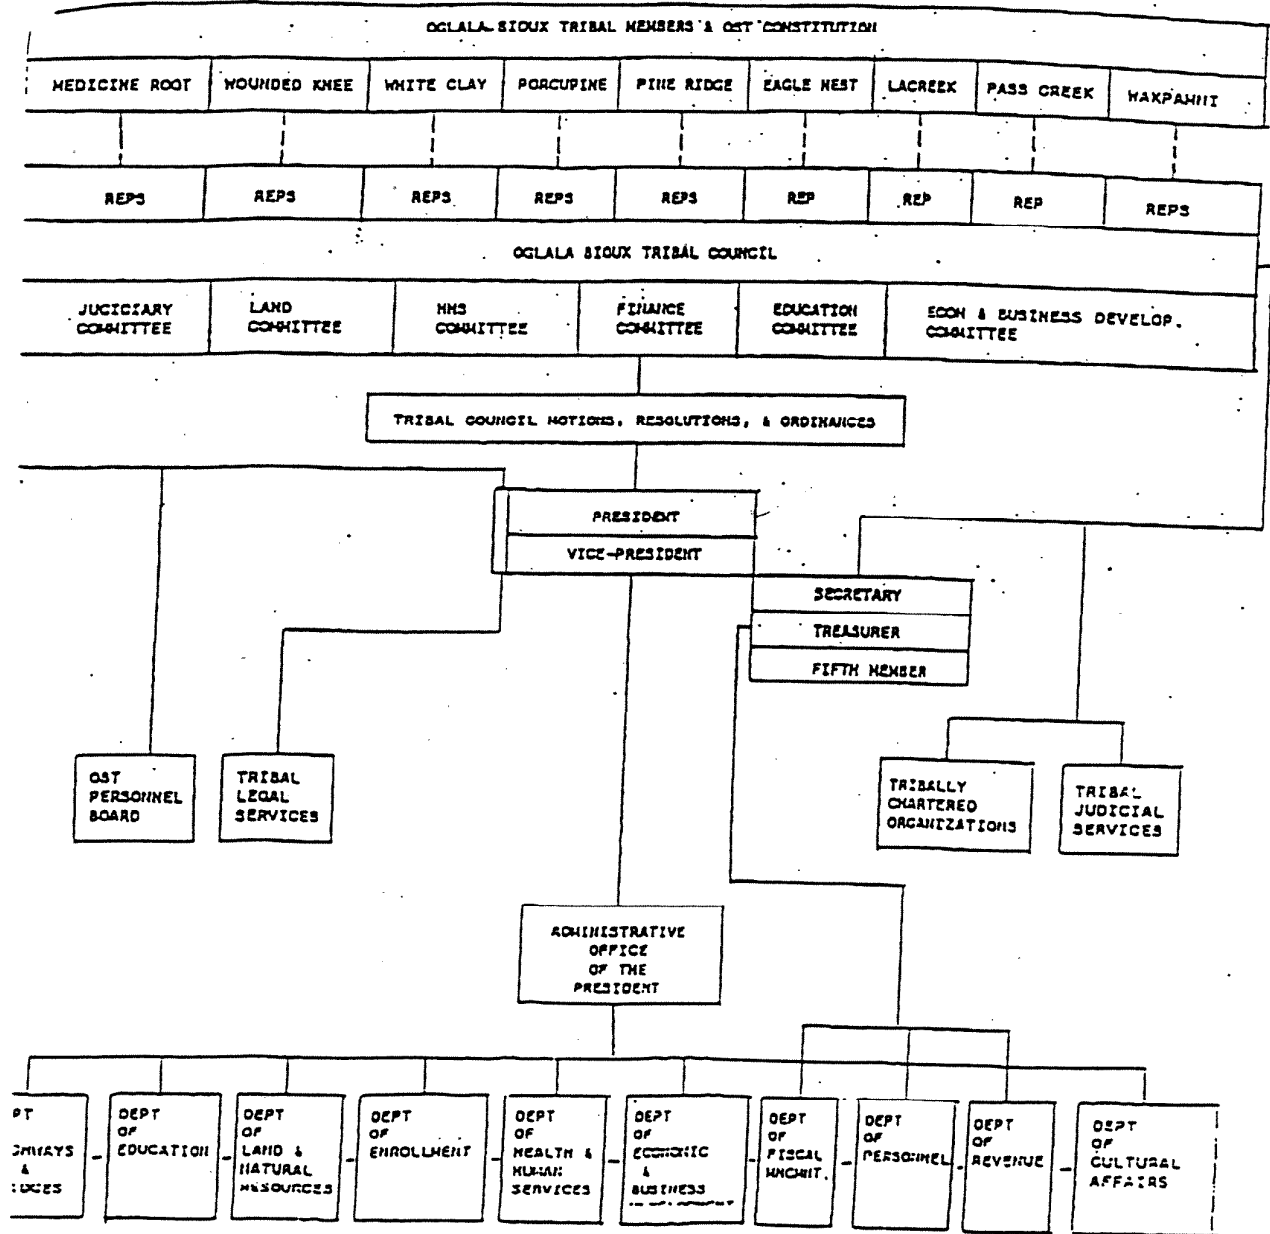 OGLALA SIOUX TRIBAL MEMBERS & OST CONSTITUTION
MEDICINE ROOT
WOUNDED KNEE
WHITE CLAY
PORCUPINE
PINE RIDGE
EAGLE NEST
LACREEK
PASS CREEK
WAKPAMNI
REPS
REPS
REPS
REPS
REPS
REP
REP
REP
REPS
OGLALA SIOUX TRIBAL COUNCIL
JUDICIARY
COMMITTEE
LAND
COMMITTEE
HHS
COMMITTEE
FINANCE
COMMITTEE
EDUCATION
COMMITTEE
ECON & BUSINESS DEVELOP.
COMMITTEE
TRIBAL COUNCIL MOTIONS, RESOLUTIONS, & ORDINANCES
PRESIDENT
VICE-PRESIDENT
SECRETARY
TREASURER
FIFTH MEMBER
OST
PERSONNEL
BOARD
TRIBAL
LEGAL
SERVICES
TRIBALLY
CHARTERED
ORGANIZATIONS
TRIBAL
JUDICIAL
SERVICES
ADMINISTRATIVE
OFFICE
OF THE
PRESIDENT
PT
&
DEPT
OF
EDUCATION
DEPT
OF
LAND &
NATURAL
RESOURCES
DEPT
OF
ENROLLMENT
DEPT
OF
HEALTH &
HUMAN
SERVICES
DEPT
OF
ECONOMIC
&
BUSINESS
DEPT
OF
FISCAL
MNGMNT.
DEPT
OF
PERSONNEL
DEPT
OF
REVENUE
DEPT
OF
CULTURAL
AFFAIRS